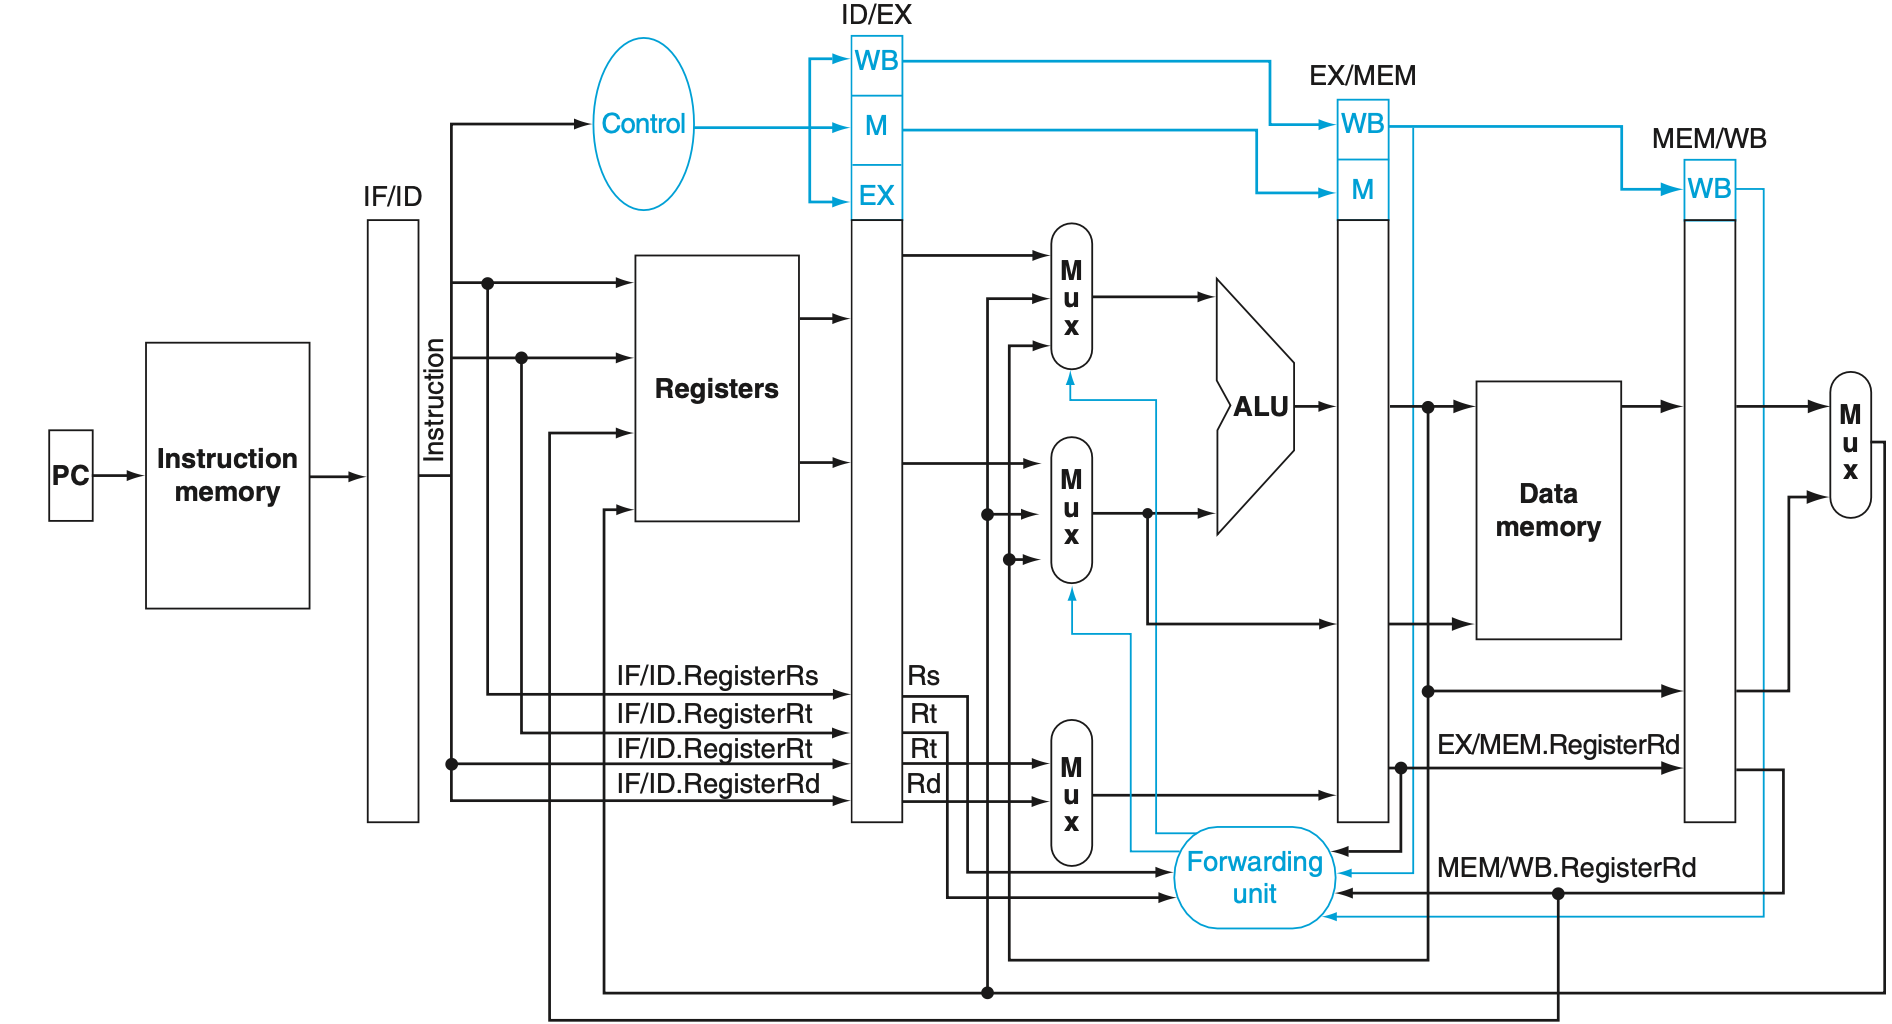 ID/EX
WB
M
EX
Control
EX/MEM
WB
M
MEM/WB
WB
IF/ID
PC
Instruction
memory
Instruction
Registers
M
u
x
M
u
x
ALU
Data
memory
M
u
x
IF/ID.RegisterRs
IF/ID.RegisterRt
IF/ID.RegisterRt
IF/ID.RegisterRd
Rs
Rt
Rt
Rd
M
u
x
EX/MEM.RegisterRd
Forwarding
unit
MEM/WB.RegisterRd